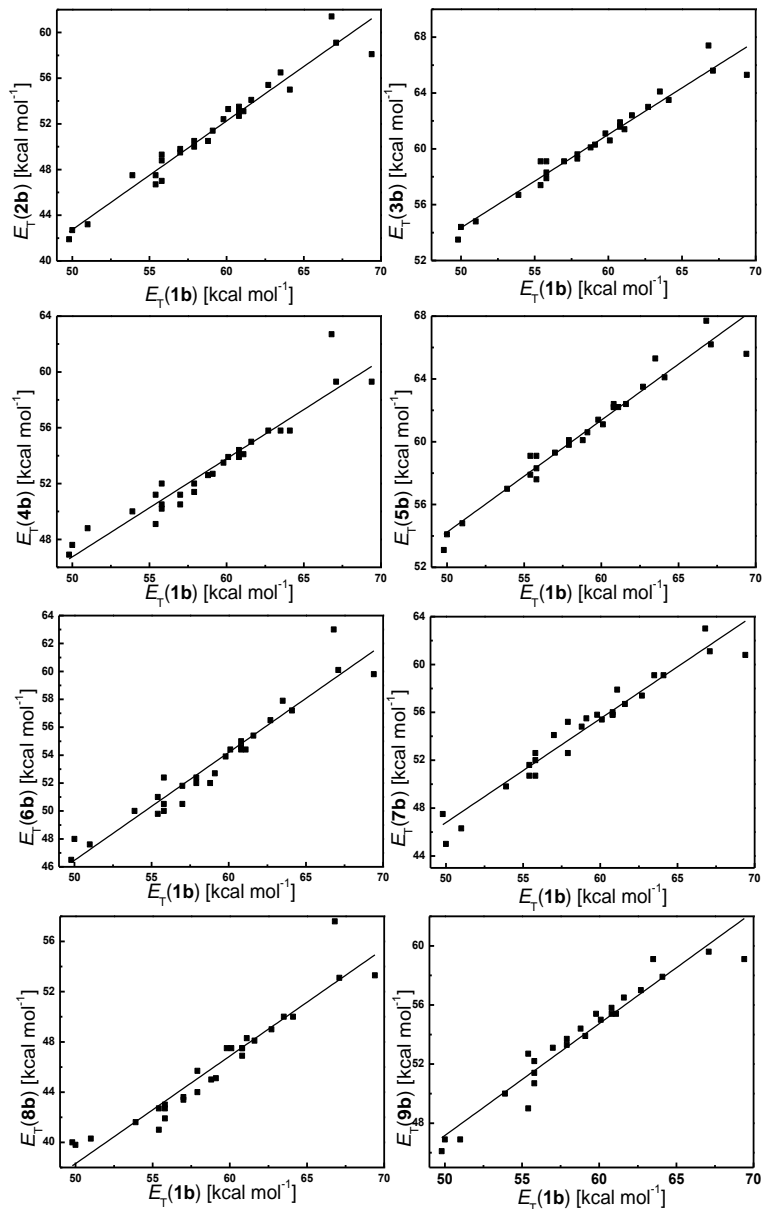 E_T(2b) [kcal mol⁻¹]
62
58
54
50
46
42
40
50 55 60 65 70
E_T(1b) [kcal mol⁻¹]
E_T(3b) [kcal mol⁻¹]
68
64
60
56
52
50 55 60 65 70
E_T(1b) [kcal mol⁻¹]
E_T(4b) [kcal mol⁻¹]
64
60
56
52
48
50 55 60 65 70
E_T(1b) [kcal mol⁻¹]
E_T(5b) [kcal mol⁻¹]
68
64
60
56
52
50 55 60 65 70
E_T(1b) [kcal mol⁻¹]
E_T(6b) [kcal mol⁻¹]
64
62
60
58
56
54
52
50
48
46
50 55 60 65 70
E_T(1b) [kcal mol⁻¹]
E_T(7b) [kcal mol⁻¹]
64
60
56
52
48
44
50 55 60 65 70
E_T(1b) [kcal mol⁻¹]
E_T(8b) [kcal mol⁻¹]
56
52
48
44
40
50 55 60 65 70
E_T(1b) [kcal mol⁻¹]
E_T(9b) [kcal mol⁻¹]
60
56
52
48
50 55 60 65 70
E_T(1b) [kcal mol⁻¹]